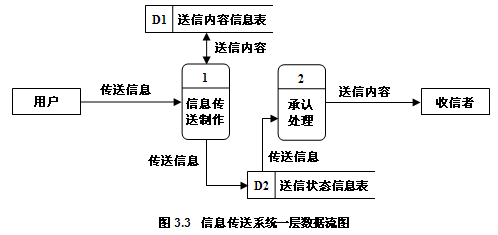 D1 送信内容信息表
送信内容
1
2
传送信息
用户
信息传
送制作
承认
处理
送信内容
收信者
传送信息
传送信息
D2 送信状态信息表
图 3.3 信息传送系统一层数据流图